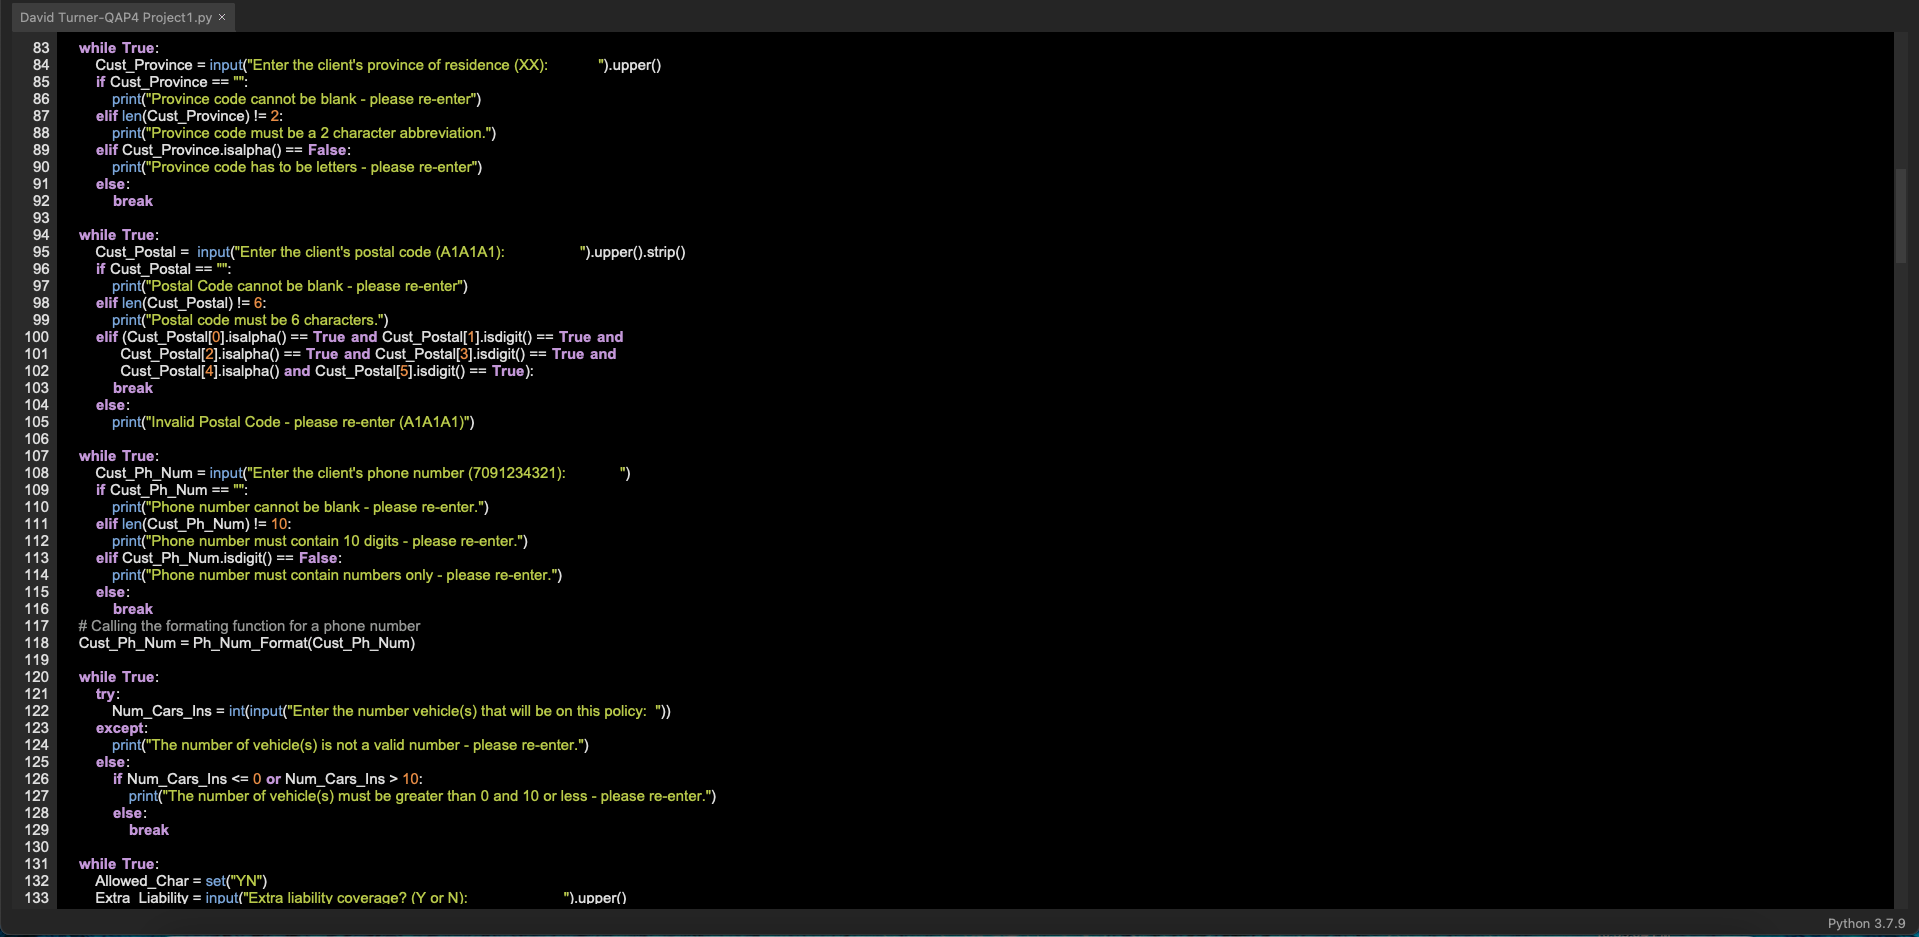 David Turner-QAP4 Project1.py ×
83 while True:
84 Cust_Province = input("Enter the client's province of residence (XX):            ").upper()
85 if Cust_Province == "":
86 print("Province code cannot be blank - please re-enter")
87 elif len(Cust_Province) != 2:
88 print("Province code must be a 2 character abbreviation.")
89 elif Cust_Province.isalpha() == False:
90 print("Province code has to be letters - please re-enter")
91 else:
92 break
93
94 while True:
95 Cust_Postal =  input("Enter the client's postal code (A1A1A1):                  ").upper().strip()
96 if Cust_Postal == "":
97 print("Postal Code cannot be blank - please re-enter")
98 elif len(Cust_Postal) != 6:
99 print("Postal code must be 6 characters.")
100 elif (Cust_Postal[0].isalpha() == True and Cust_Postal[1].isdigit() == True and
101 Cust_Postal[2].isalpha() == True and Cust_Postal[3].isdigit() == True and
102 Cust_Postal[4].isalpha() and Cust_Postal[5].isdigit() == True):
103 break
104 else:
105 print("Invalid Postal Code - please re-enter (A1A1A1)")
106
107 while True:
108 Cust_Ph_Num = input("Enter the client's phone number (7091234321):             ")
109 if Cust_Ph_Num == "":
110 print("Phone number cannot be blank - please re-enter.")
111 elif len(Cust_Ph_Num) != 10:
112 print("Phone number must contain 10 digits - please re-enter.")
113 elif Cust_Ph_Num.isdigit() == False:
114 print("Phone number must contain numbers only - please re-enter.")
115 else:
116 break
117 # Calling the formating function for a phone number
118 Cust_Ph_Num = Ph_Num_Format(Cust_Ph_Num)
119
120 while True:
121 try:
122 Num_Cars_Ins = int(input("Enter the number vehicle(s) that will be on this policy:  "))
123 except:
124 print("The number of vehicle(s) is not a valid number - please re-enter.")
125 else:
126 if Num_Cars_Ins <= 0 or Num_Cars_Ins > 10:
127 print("The number of vehicle(s) must be greater than 0 and 10 or less - please re-enter.")
128 else:
129 break
130
131 while True:
132 Allowed_Char = set("YN")
133 Extra_Liability = input("Extra liability coverage? (Y or N):                       ").upper()
Python 3.7.9